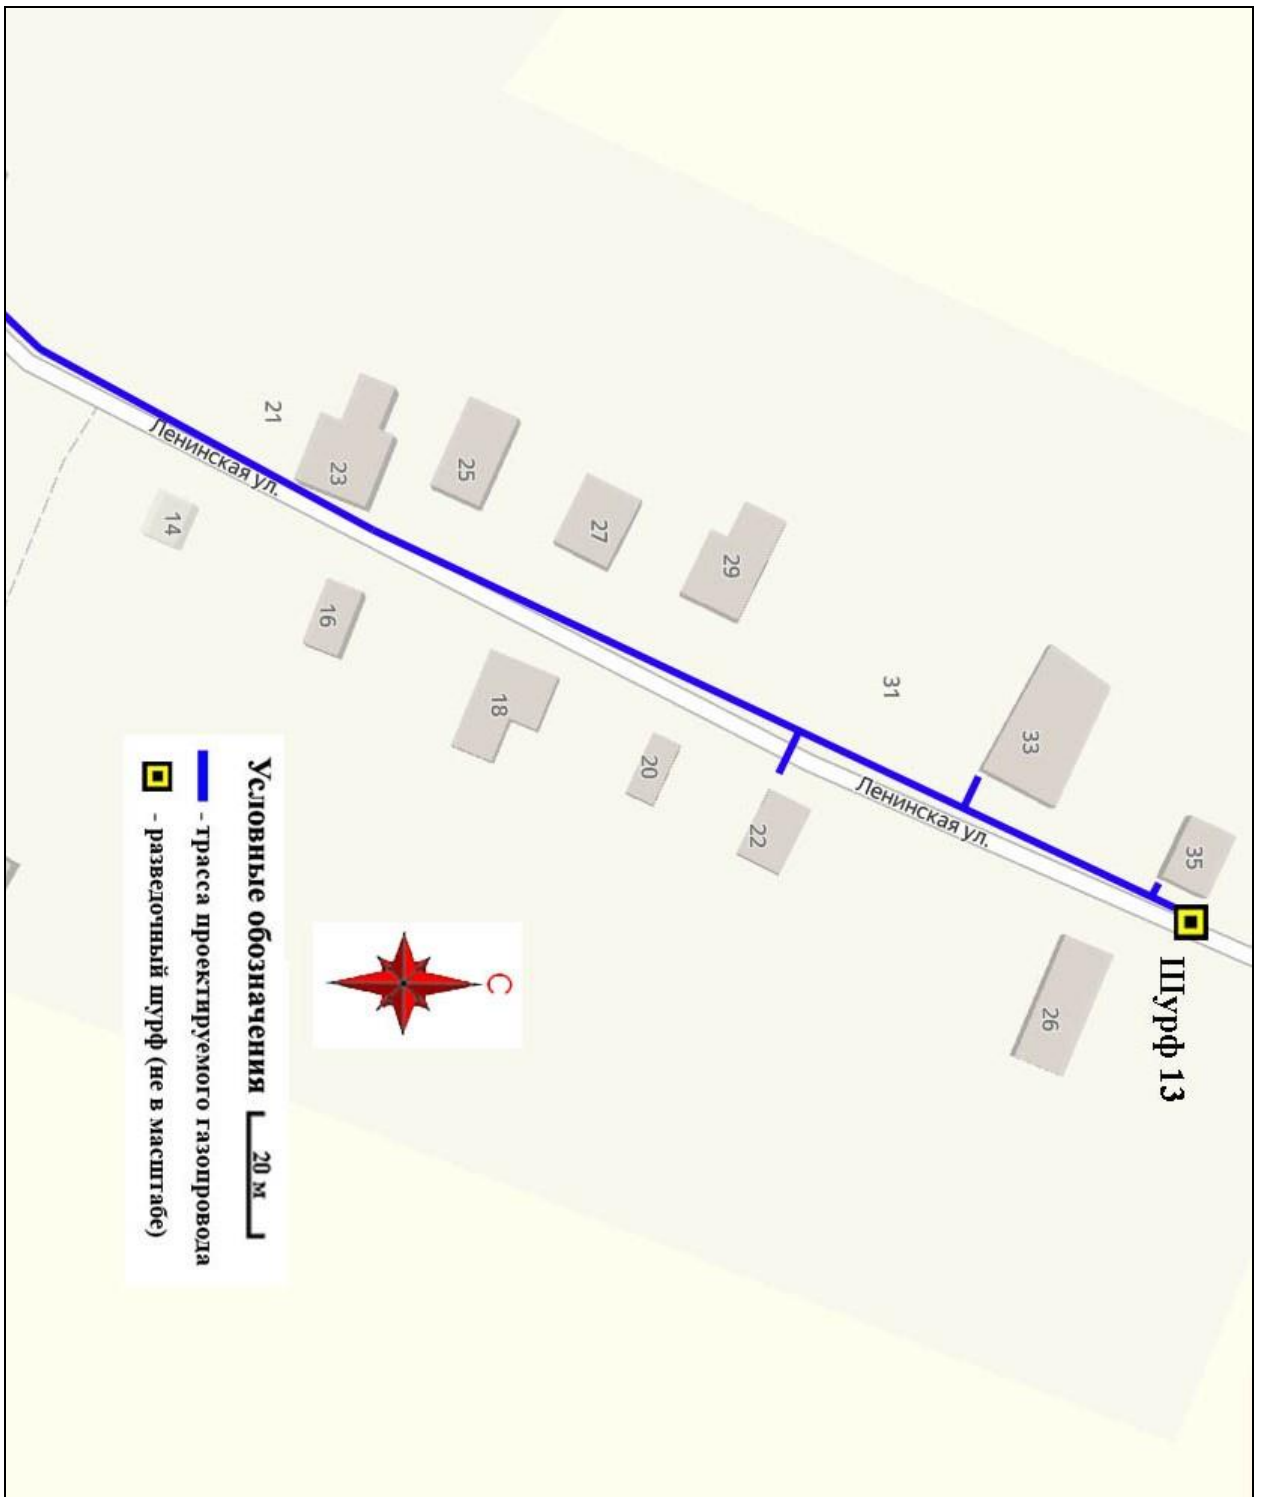 21
Ленинская ул.
23
25
27
29
31
33
35
14
16
18
20
22
Ленинская ул.
26
Шурф 13
С
Условные обозначения 20 м
- трасса проектируемого газопровода
- разведочный шурф (не в масштабе)